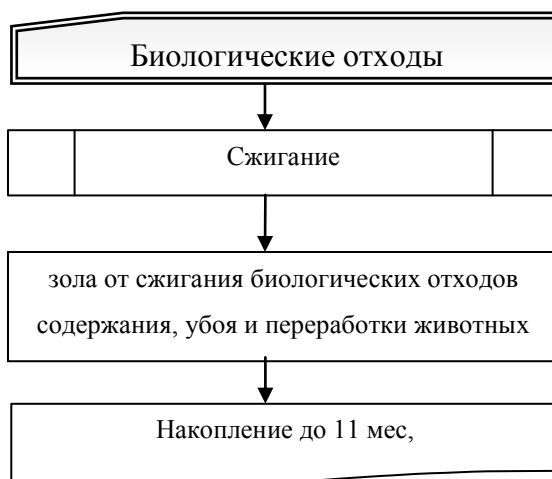 Биологические отходы
Сжигание
зола от сжигания биологических отходов
содержания, убоя и переработки животных
Накопление до 11 мес,